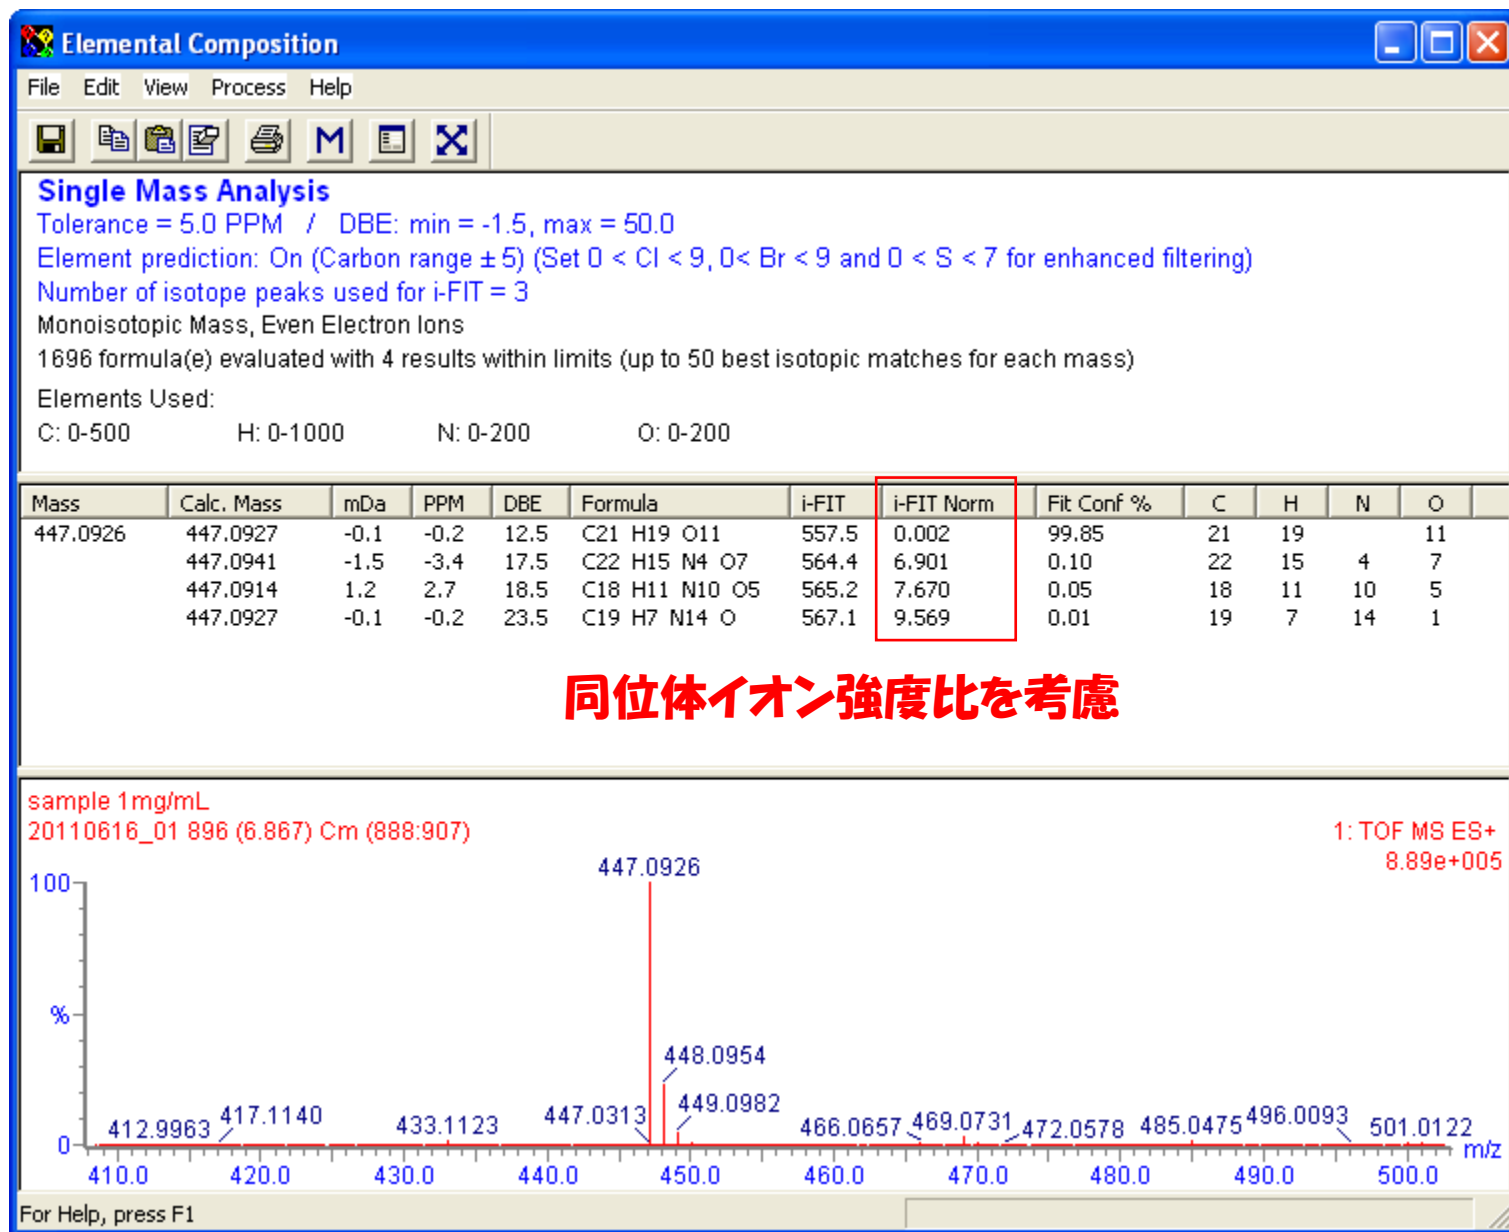 Elemental Composition
File Edit View Process Help
M
Single Mass Analysis
Tolerance = 5.0 PPM / DBE: min = -1.5, max = 50.0
Element prediction: On (Carbon range ± 5) (Set 0 < Cl < 9, 0< Br < 9 and 0 < S < 7 for enhanced filtering)
Number of isotope peaks used for i-FIT = 3
Monoisotopic Mass, Even Electron Ions
1696 formula(e) evaluated with 4 results within limits (up to 50 best isotopic matches for each mass)
Elements Used:
C: 0-500 H: 0-1000 N: 0-200 O: 0-200
Mass Calc. Mass mDa PPM DBE Formula i-FIT i-FIT Norm Fit Conf % C H N O
447.0926 447.0927 -0.1 -0.2 12.5 C21 H19 O11 557.5 0.002 99.85 21 19 11
447.0941 -1.5 -3.4 17.5 C22 H15 N4 O7 564.4 6.901 0.10 22 15 4 7
447.0914 1.2 2.7 18.5 C18 H11 N10 O5 565.2 7.670 0.05 18 11 10 5
447.0927 -0.1 -0.2 23.5 C19 H7 N14 O 567.1 9.569 0.01 19 7 14 1
同位体イオン強度比を考慮
sample 1mg/mL
20110616_01 896 (6.867) Cm (888:907)
1: TOF MS ES+
8.89e+005
447.0926
100
%
448.0954
449.0982
447.0313
412.9963 417.1140 433.1123 466.0657 469.0731 472.0578 485.0475 496.0093 501.0122
0
m/z
410.0 420.0 430.0 440.0 450.0 460.0 470.0 480.0 490.0 500.0
For Help, press F1